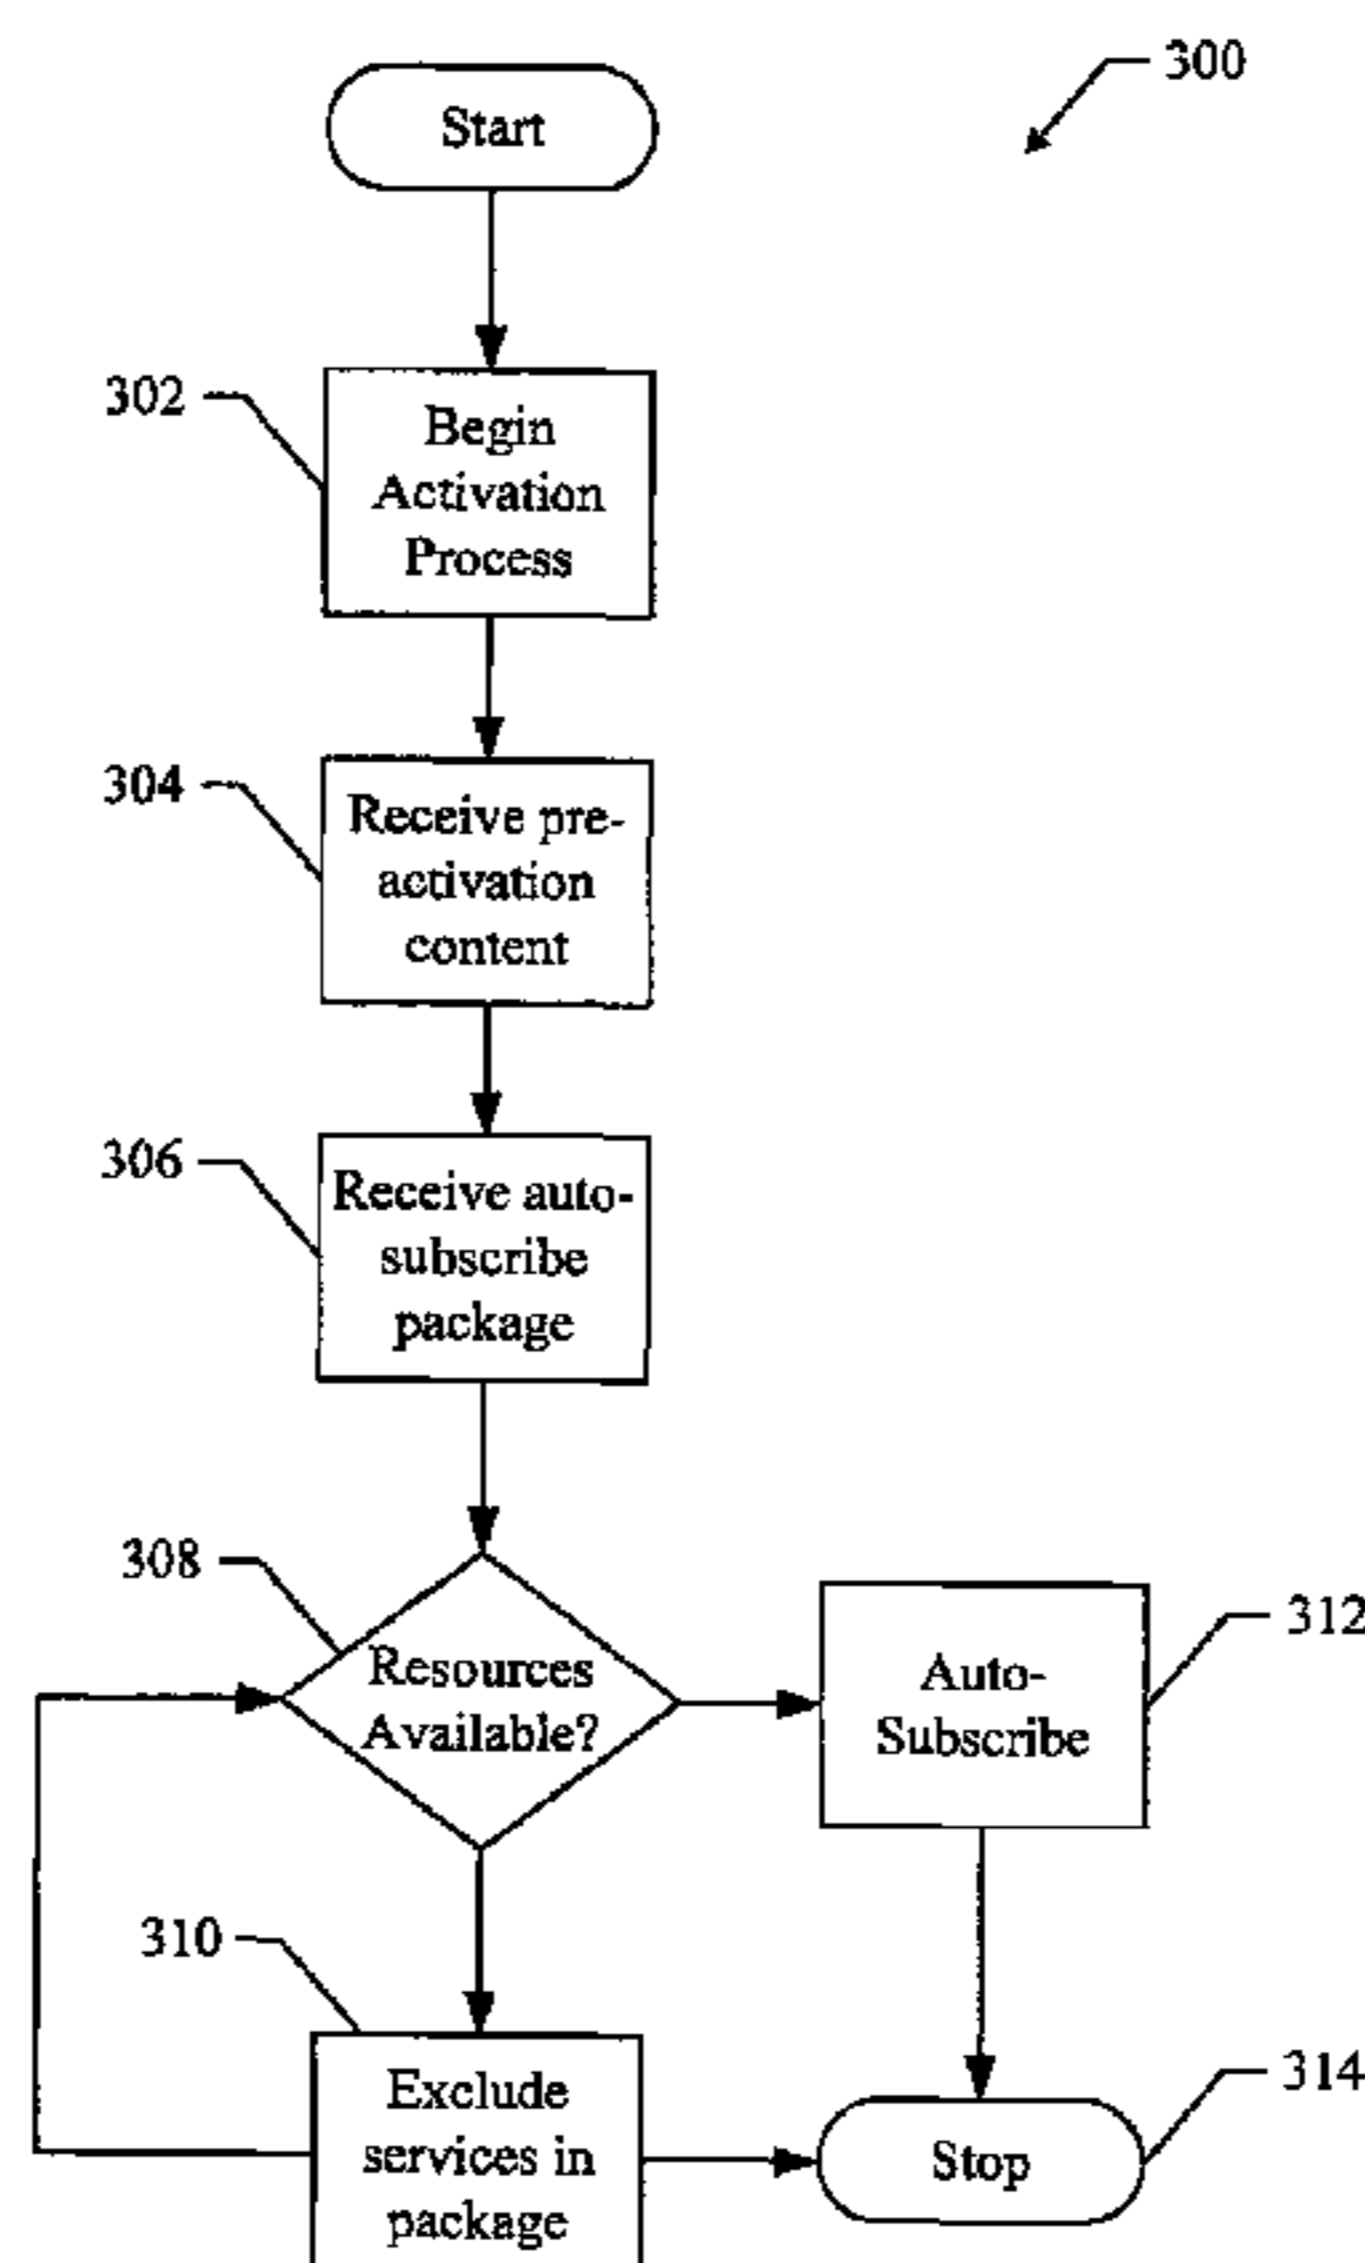 300
Start
302
Begin
Activation
Process
304
Receive pre-
activation
content
306
Receive auto-
subscribe
package
308
Resources
Available?
312
Auto-
Subscribe
310
Exclude
services in
package
314
Stop